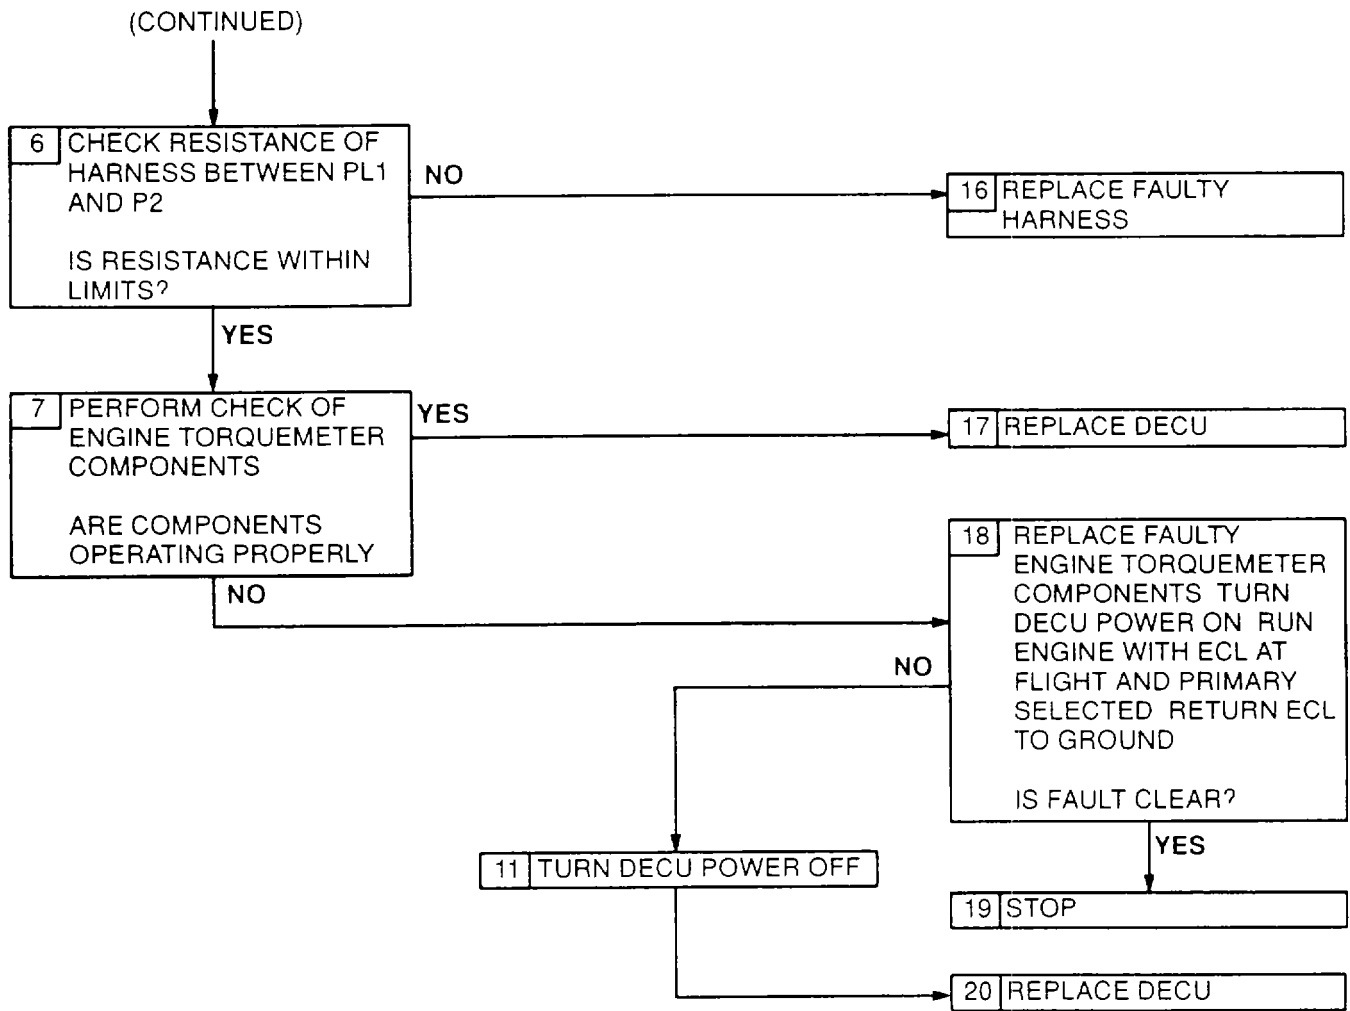 (CONTINUED)
6 CHECK RESISTANCE OF
HARNESS BETWEEN PL1
AND P2
IS RESISTANCE WITHIN
LIMITS?
NO
16 REPLACE FAULTY
HARNESS
YES
7 PERFORM CHECK OF
ENGINE TORQUEMETER
COMPONENTS
ARE COMPONENTS
OPERATING PROPERLY
YES
17 REPLACE DECU
NO
18 REPLACE FAULTY
ENGINE TORQUEMETER
COMPONENTS TURN
DECU POWER ON RUN
ENGINE WITH ECL AT
FLIGHT AND PRIMARY
SELECTED RETURN ECL
TO GROUND
IS FAULT CLEAR?
NO
11 TURN DECU POWER OFF
YES
19 STOP
20 REPLACE DECU